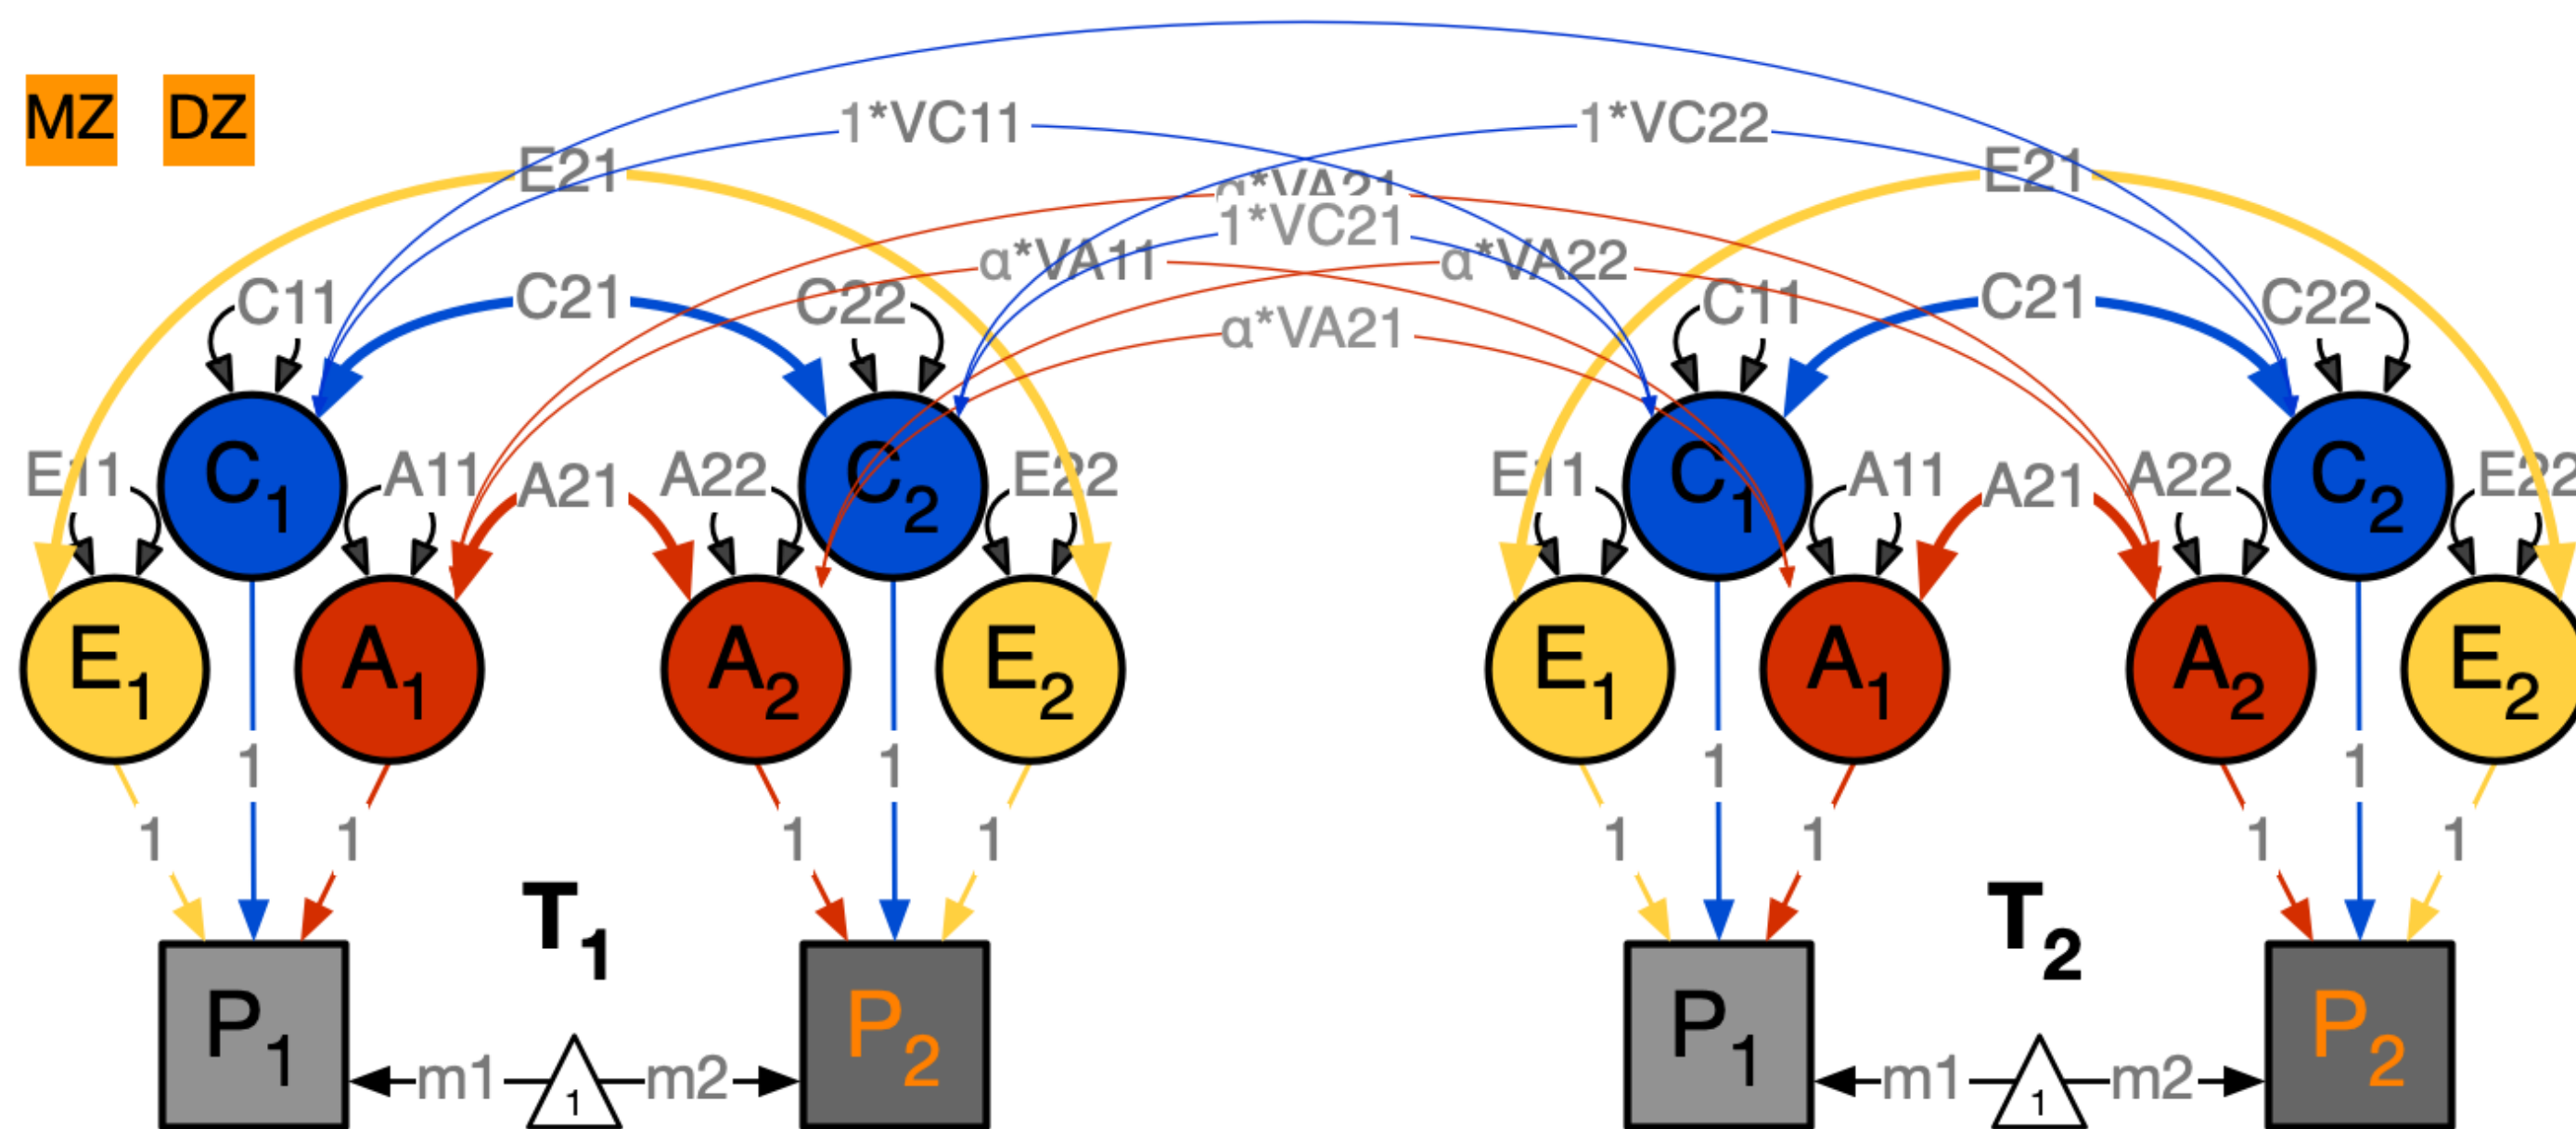 1*VC11 1*VC22
MZ DZ
E21 E21
α*VA21
1*VC21
α*VA11 α*VA22
C11 C21 C22 C11 C21 C22
α*VA21
E11 C1 A11 A21 A22 C2 E22 E11 C1 A11 A21 A22 C2 E22
E1 A1 A2 E2 E1 A1 A2 E2
1 1 1 1
1 1 1 1 1 1 1 1
T1 T2
P1 P2 P1 P2
m1 1 m2 m1 1 m2